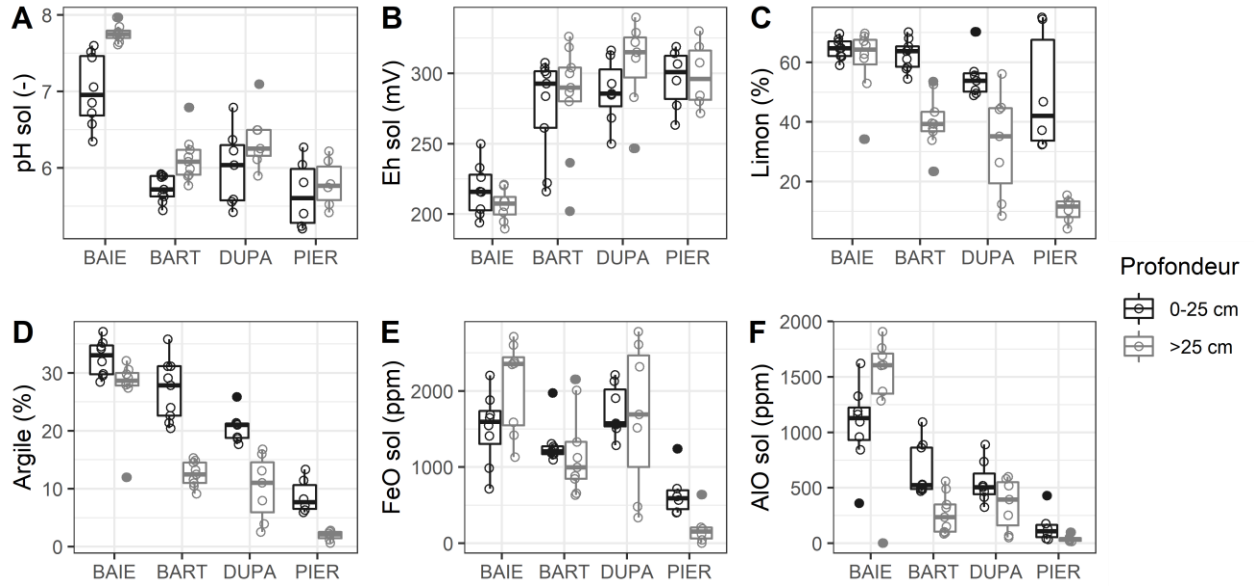 A
pH sol (-)
8
7
6
BAIE
BART
DUPA
PIER
B
Eh sol (mV)
300
250
200
BAIE
BART
DUPA
PIER
C
Limon (%)
60
40
20
BAIE
BART
DUPA
PIER
D
Argile (%)
30
20
10
0
BAIE
BART
DUPA
PIER
E
FeO sol (ppm)
2000
1000
0
BAIE
BART
DUPA
PIER
F
AlO sol (ppm)
2000
1500
1000
500
0
BAIE
BART
DUPA
PIER
Profondeur
0-25 cm
>25 cm